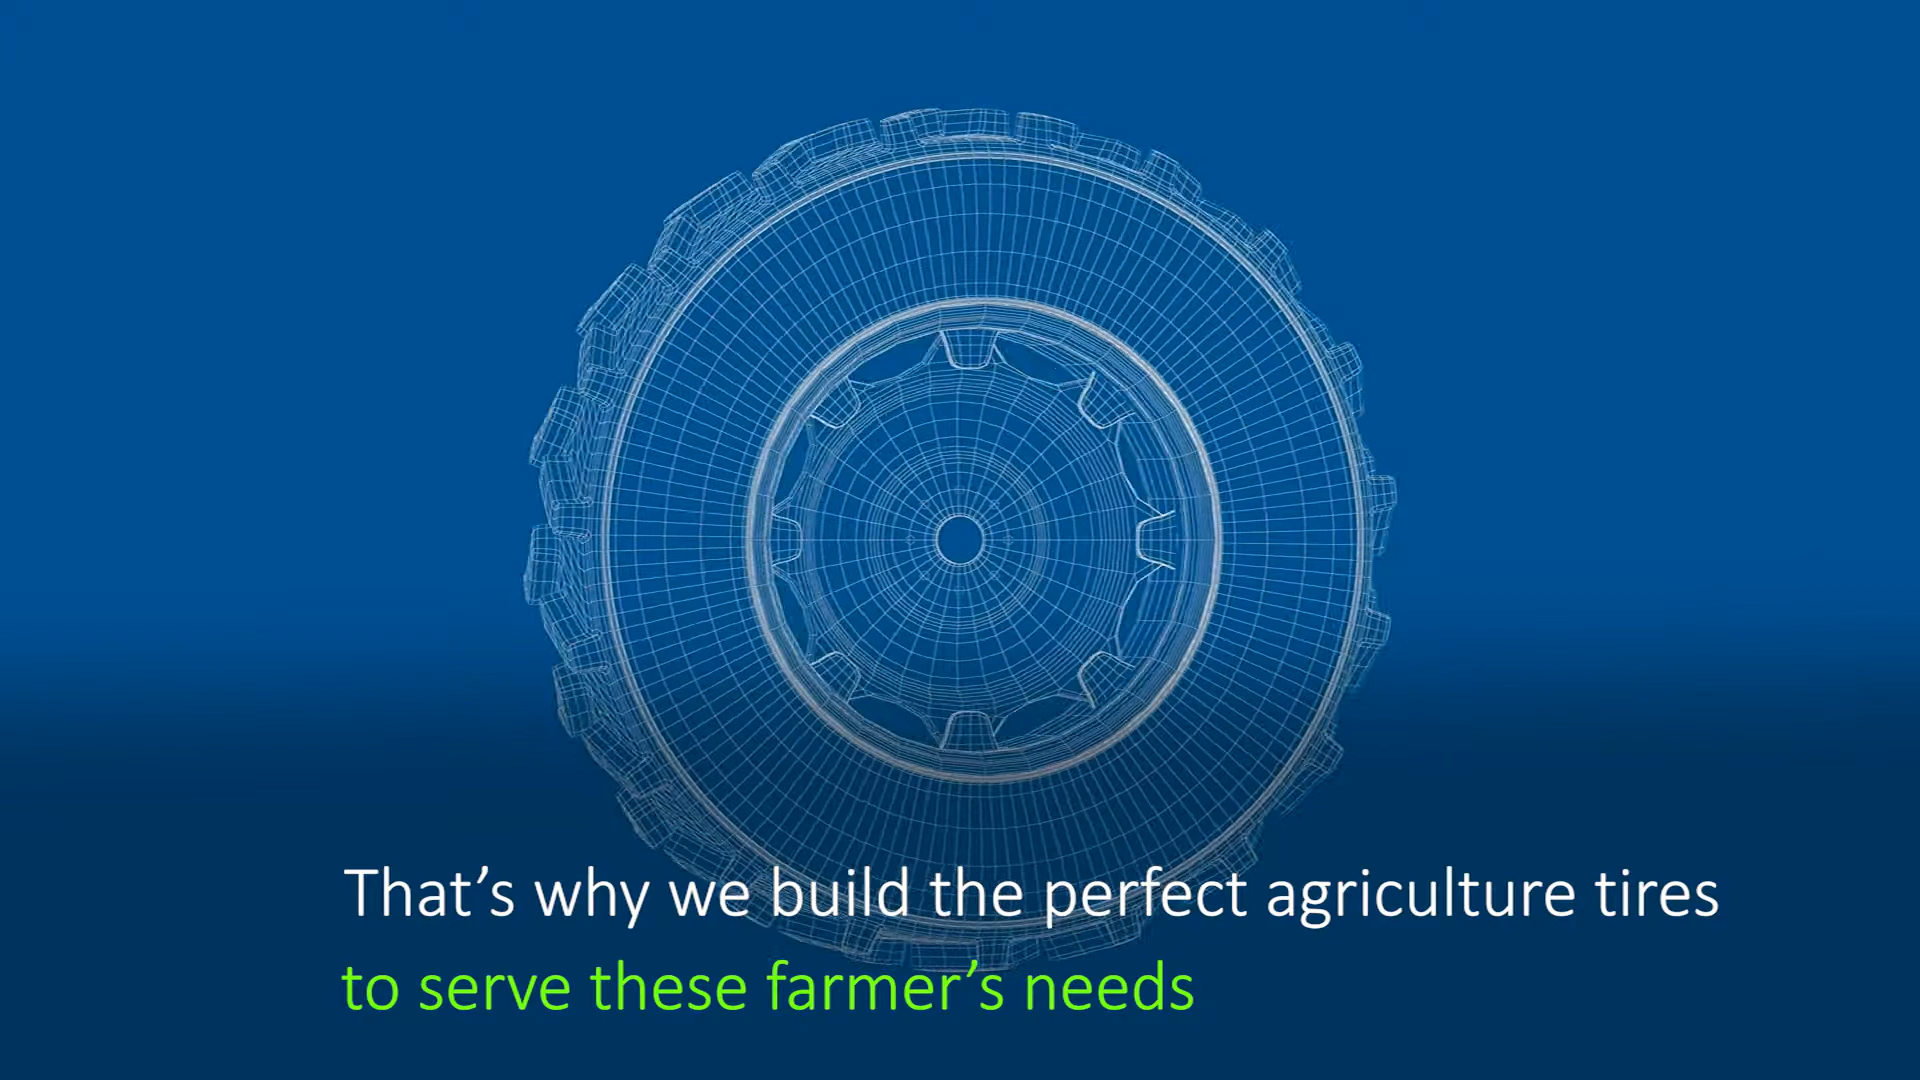 That’s why we build the perfect agriculture tires
to serve these farmer’s needs